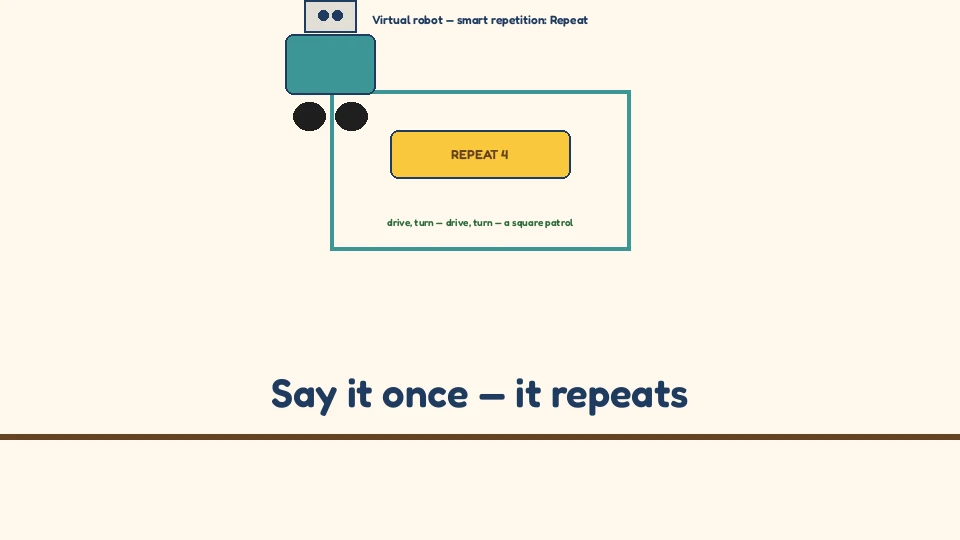 Virtual robot — smart repetition: Repeat
REPEAT 4
drive, turn — drive, turn — a square patrol
Say it once — it repeats